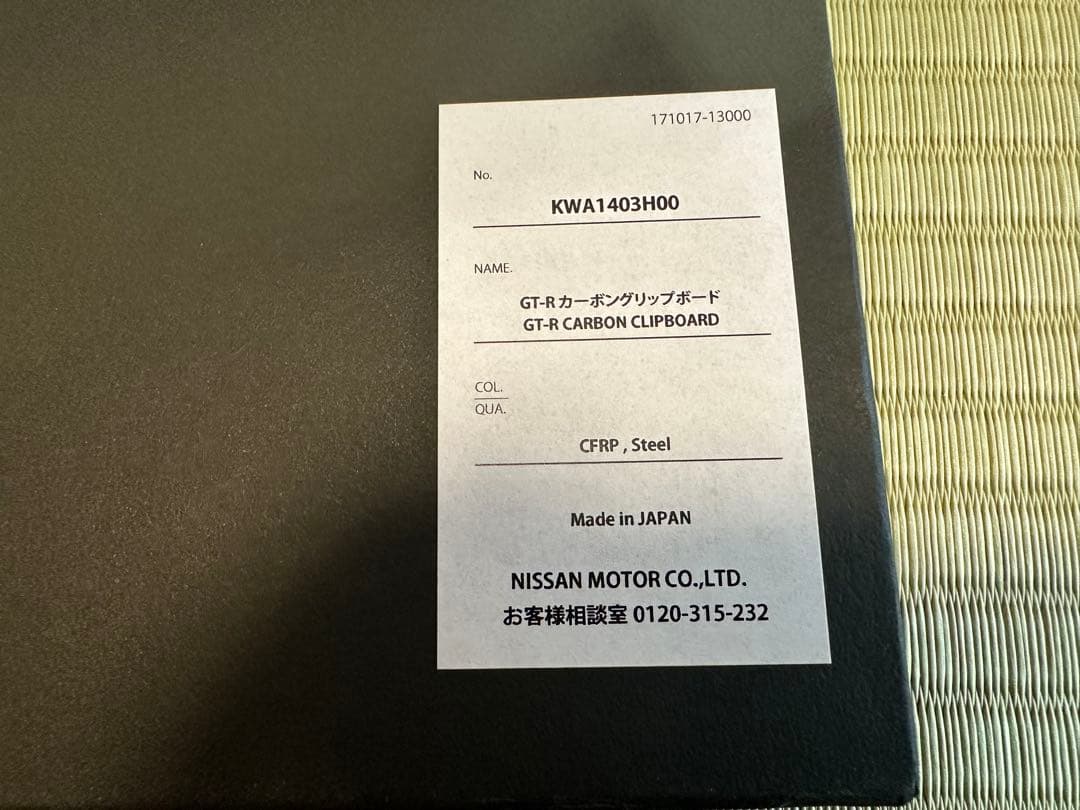 171017-13000
No.
KWA1403H00
NAME.
GT-R カーボングリップボード
GT-R CARBON CLIPBOARD
COL.
QUA.
CFRP , Steel
Made in JAPAN
NISSAN MOTOR CO.,LTD.
お客様相談室 0120-315-232